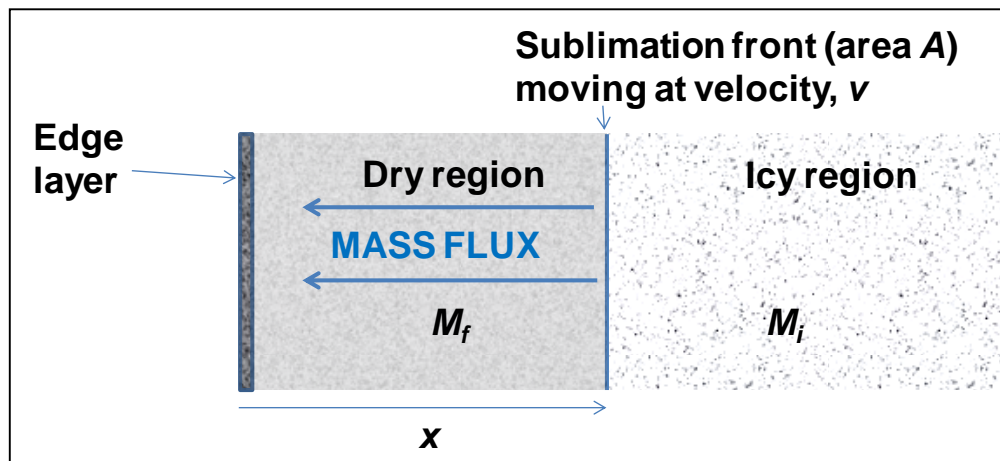 Sublimation front (area A)
moving at velocity, v
Edge
layer
Dry region
Icy region
MASS FLUX
Mf
Mi
x